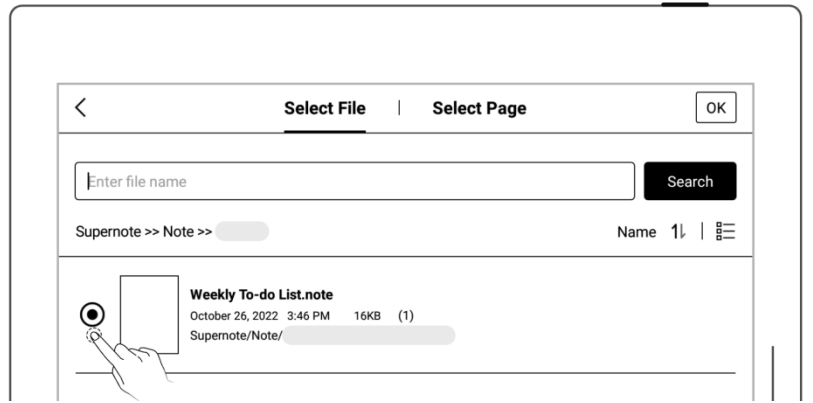 Select File | Select Page OK
Enter file name Search
Supernote >> Note >> Name
Weekly To-do List.note
October 26, 2022 3:46 PM 16KB (1)
Supernote/Note/